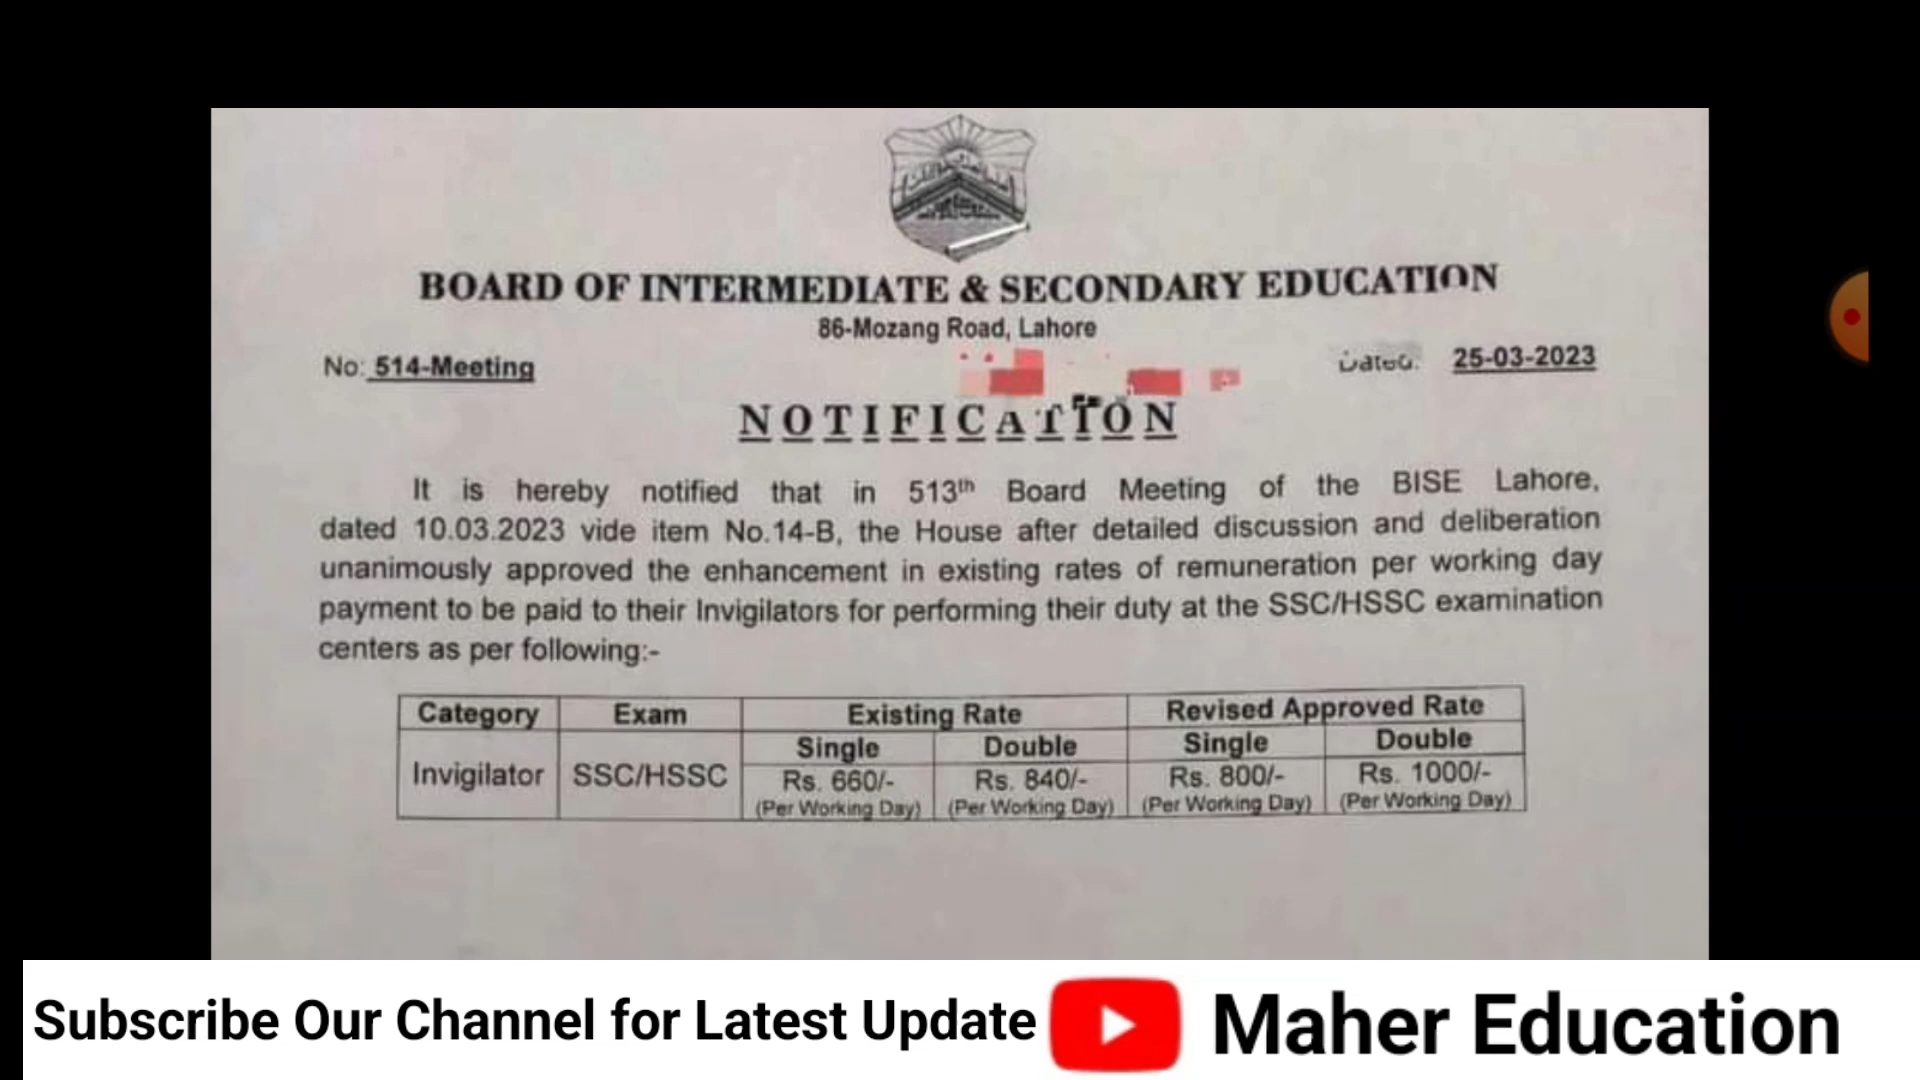 BOARD OF INTERMEDIATE & SECONDARY EDUCATION
86-Mozang Road, Lahore
No: 514-Meeting
Dated: 25-03-2023
NOTIFICATION
It is hereby notified that in 513th Board Meeting of the BISE Lahore,
dated 10.03.2023 vide item No.14-B, the House after detailed discussion and deliberation
unanimously approved the enhancement in existing rates of remuneration per working day
payment to be paid to their Invigilators for performing their duty at the SSC/HSSC examination
centers as per following:-
Category Exam Existing Rate Revised Approved Rate
Single Double Single Double
Invigilator SSC/HSSC Rs. 660/- Rs. 840/- Rs. 800/- Rs. 1000/-
(Per Working Day) (Per Working Day) (Per Working Day) (Per Working Day)
Subscribe Our Channel for Latest Update Maher Education